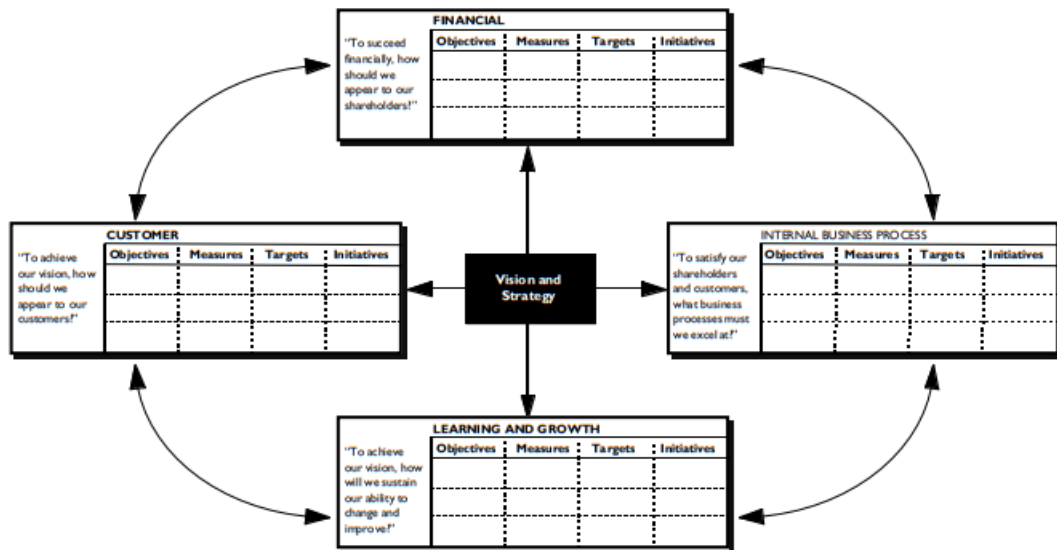 FINANCIAL
Objectives Measures Targets Initiatives
"To succeed
financially, how
should we
appear to our
shareholders?"
CUSTOMER
Objectives Measures Targets Initiatives
"To achieve
our vision, how
should we
appear to our
customers?"
Vision and
Strategy
INTERNAL BUSINESS PROCESS
Objectives Measures Targets Initiatives
"To satisfy our
shareholders
and customers,
what business
processes must
we excel at?"
LEARNING AND GROWTH
Objectives Measures Targets Initiatives
"To achieve
our vision, how
will we sustain
our ability to
change and
improve?"